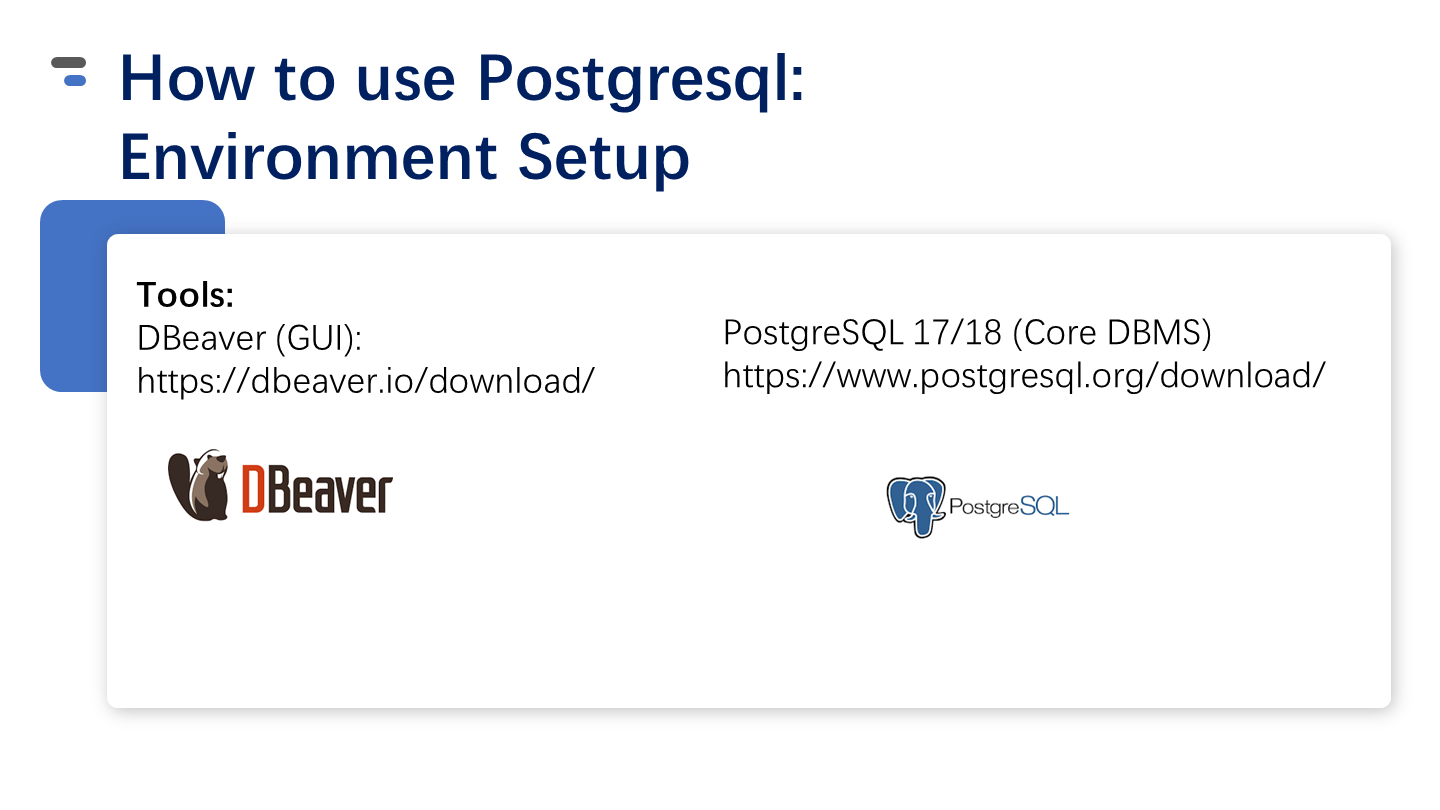 How to use Postgresql:
Environment Setup
Tools:
DBeaver (GUI):
https://dbeaver.io/download/
PostgreSQL 17/18 (Core DBMS)
https://www.postgresql.org/download/
DBeaver
PostgreSQL